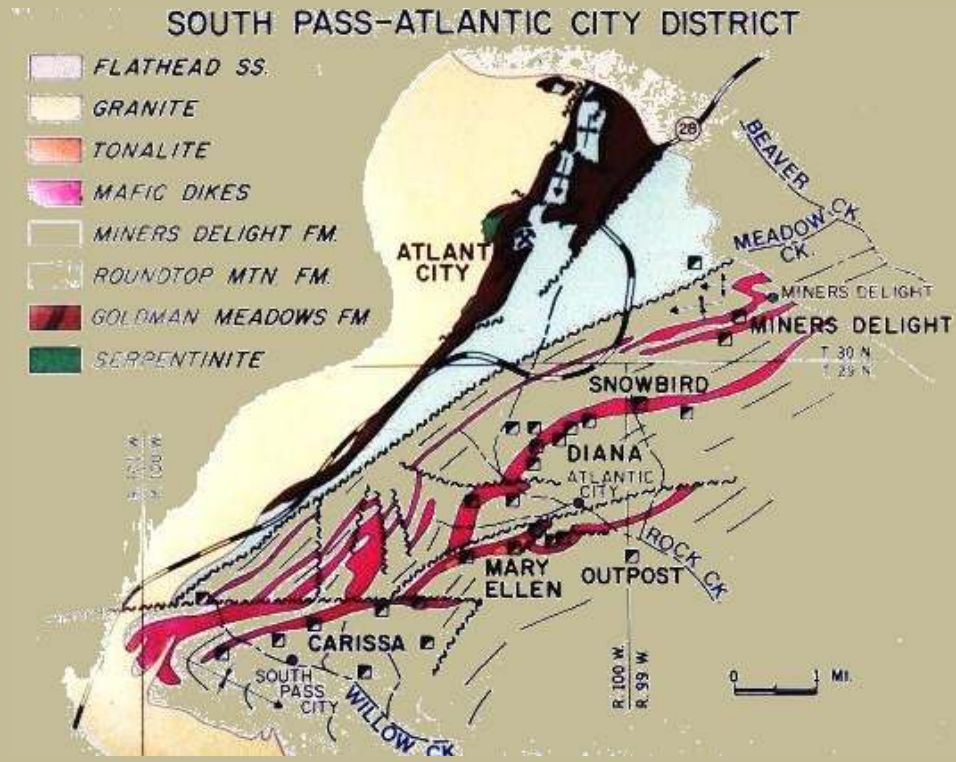 SOUTH PASS-ATLANTIC CITY DISTRICT
FLATHEAD SS.
GRANITE
TONALITE
MAFIC DIKES
MINERS DELIGHT FM.
ROUNDTOP MTN. FM.
GOLDMAN MEADOWS FM
SERPENTINITE
28
BEAVER
CK.
MEADOW
CK.
ATLANT
CITY
MINERS DELIGHT
MINERS DELIGHT
T. 30 N.
T. 29 N.
SNOWBIRD
DIANA
ATLANTIC
CITY
R. 100 W.
ROCK CK.
MARY
ELLEN
OUTPOST
CARISSA
SOUTH
PASS
CITY
WILLOW CK.
R. 100 W.
R. 99 W.
0 1 MI.